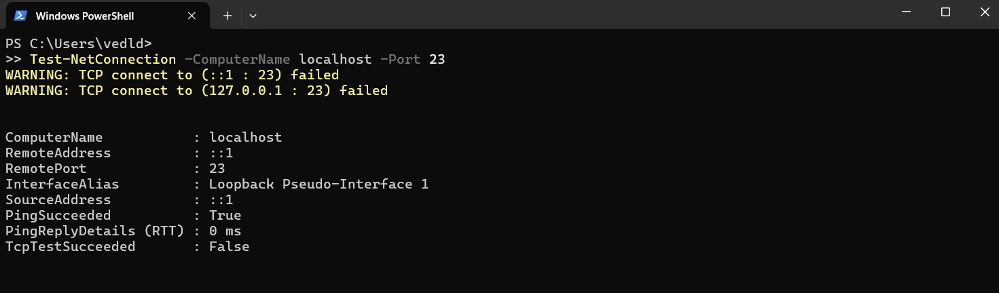 Windows PowerShell
PS C:\Users\vedld>
>> Test-NetConnection -ComputerName localhost -Port 23
WARNING: TCP connect to (::1 : 23) failed
WARNING: TCP connect to (127.0.0.1 : 23) failed
ComputerName           : localhost
RemoteAddress          : ::1
RemotePort             : 23
InterfaceAlias         : Loopback Pseudo-Interface 1
SourceAddress          : ::1
PingSucceeded          : True
PingReplyDetails (RTT) : 0 ms
TcpTestSucceeded       : False